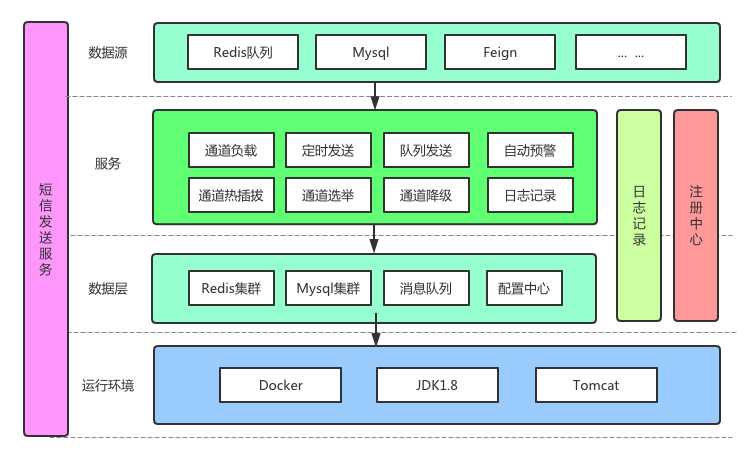 短信发送服务
数据源
Redis队列
Mysql
Feign
... ...
服务
通道负载
定时发送
队列发送
自动预警
通道热插拔
通道选举
通道降级
日志记录
日志记录
注册中心
数据层
Redis集群
Mysql集群
消息队列
配置中心
运行环境
Docker
JDK1.8
Tomcat